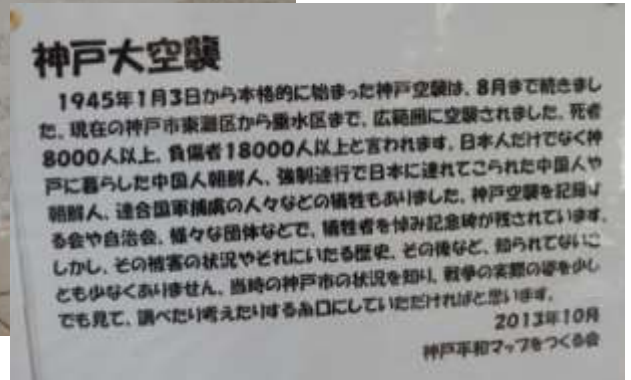 神戸大空襲
1945年1月3日から本格的に始まった神戸空襲は、8月まで続きまし
た。現在の神戸市東灘区から垂水区まで、広範囲に空襲されました。死者
8000人以上、負傷者18000人以上と言われます。日本人だけでなく神
戸に暮らした中国人朝鮮人、強制連行で日本に連れてこられた中国人や
朝鮮人、連合国軍捕虜の人々などの犠牲もありました。神戸空襲を記録す
る会や自治会、様々な団体などで、犠牲者を悼み記念碑が残されています。
しかし、その被害の状況やそれにいたる歴史、その後など、知られてないこ
とも少なくありません。当時の神戸市の状況を知り、戦争の実際の姿を少し
でも見て、調べたり考えたりする糸口にしていただければと思います。
2013年10月
神戸平和マップをつくる会